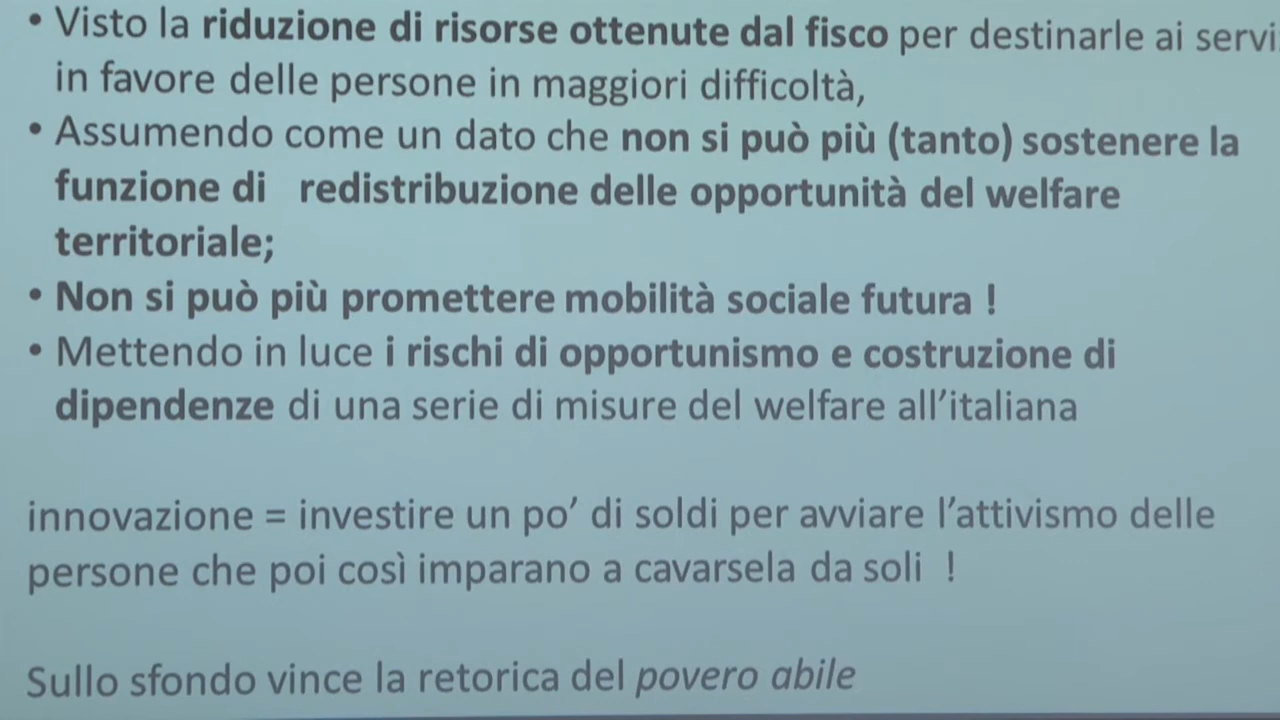 • Visto la riduzione di risorse ottenute dal fisco per destinarle ai
in favore delle persone in maggiori difficoltà,
• Assumendo come un dato che non si può più (tanto) sostenere la
funzione di redistribuzione delle opportunità del welfare
territoriale;
• Non si può più promettere mobilità sociale futura !
• Mettendo in luce i rischi di opportunismo e costruzione di
dipendenze di una serie di misure del welfare all’italiana
innovazione = investire un po’ di soldi per avviare l’attivismo delle
persone che poi così imparano a cavarsela da soli !
Sullo sfondo vince la retorica del povero abile